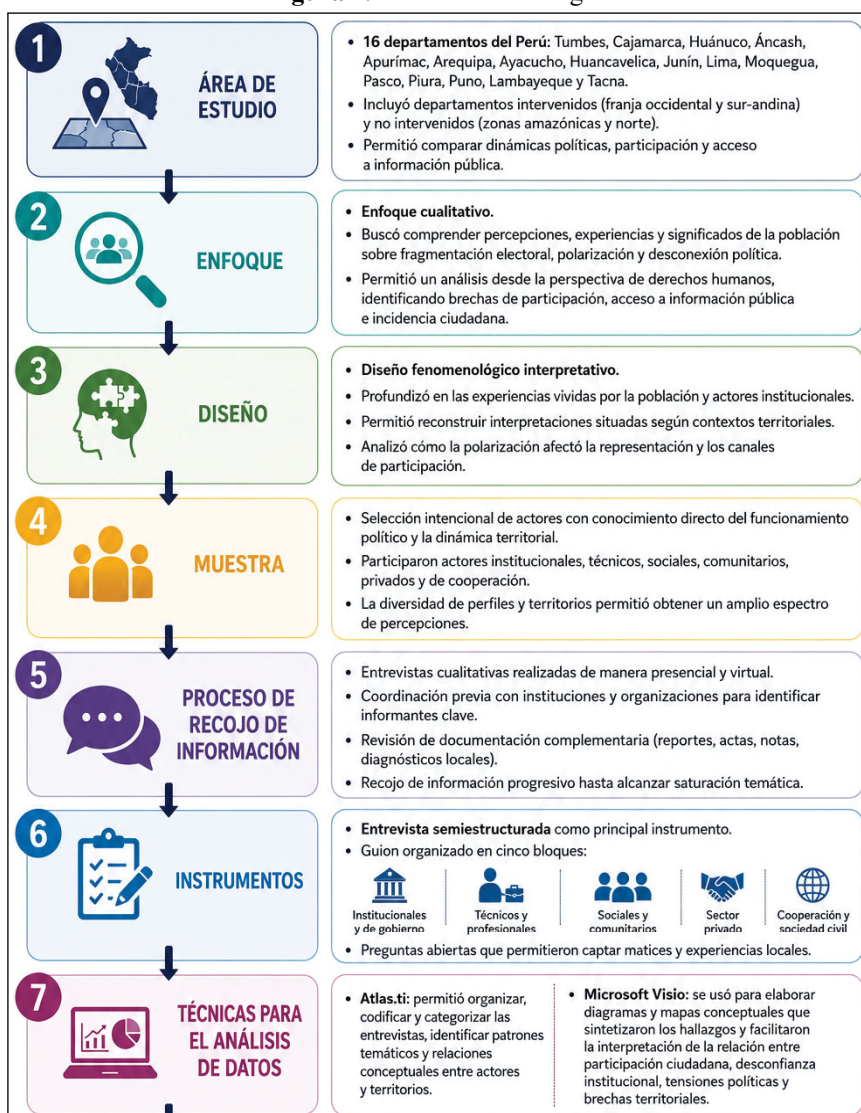 1
ÁREA DE
ESTUDIO
• 16 departamentos del Perú: Tumbes, Cajamarca, Huánuco, Áncash,
Apurímac, Arequipa, Ayacucho, Huancavelica, Junín, Lima, Moquegua,
Pasco, Piura, Puno, Lambayeque y Tacna.
• Incluyó departamentos intervenidos (franja occidental y sur-andina)
y no intervenidos (zonas amazónicas y norte).
• Permitió comparar dinámicas políticas, participación y acceso
a información pública.
2
ENFOQUE
• Enfoque cualitativo.
• Buscó comprender percepciones, experiencias y significados de la población
sobre fragmentación electoral, polarización y desconexión política.
• Permitió un análisis desde la perspectiva de derechos humanos,
identificando brechas de participación, acceso a información pública
e incidencia ciudadana.
3
DISEÑO
• Diseño fenomenológico interpretativo.
• Profundizó en las experiencias vividas por la población y actores institucionales.
• Permitió reconstruir interpretaciones situadas según contextos territoriales.
• Analizó cómo la polarización afectó la representación y los canales
de participación.
4
MUESTRA
• Selección intencional de actores con conocimiento directo del funcionamiento
político y la dinámica territorial.
• Participaron actores institucionales, técnicos, sociales, comunitarios,
privados y de cooperación.
• La diversidad de perfiles y territorios permitió obtener un amplio espectro
de percepciones.
5
PROCESO DE
RECOJO DE
INFORMACIÓN
• Entrevistas cualitativas realizadas de manera presencial y virtual.
• Coordinación previa con instituciones y organizaciones para identificar
informantes clave.
• Revisión de documentación complementaria (reportes, actas, notas,
diagnósticos locales).
• Recojo de información progresivo hasta alcanzar saturación temática.
6
INSTRUMENTOS
• Entrevista semiestructurada como principal instrumento.
• Guion organizado en cinco bloques:
Institucionales
y de gobierno
Técnicos y
profesionales
Sociales y
comunitarios
Sector
privado
Cooperación y
sociedad civil
• Preguntas abiertas que permitieron captar matices y experiencias locales.
7
TÉCNICAS PARA
EL ANÁLISIS
DE DATOS
• Atlas.ti: permitió organizar,
codificar y categorizar las
entrevistas, identificar patrones
temáticos y relaciones
conceptuales entre actores
y territorios.
• Microsoft Visio: se usó para elaborar
diagramas y mapas conceptuales que
sintetizaron los hallazgos y facilitaron
la interpretación de la relación entre
participación ciudadana, desconfianza
institucional, tensiones políticas y
brechas territoriales.